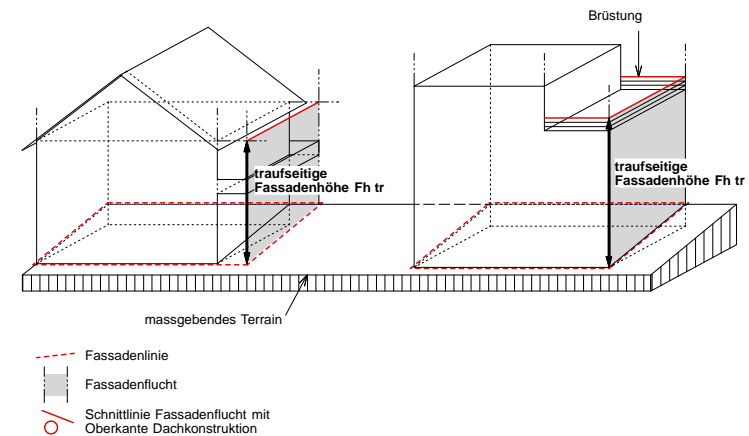 Brüstung
traufseitige
Fassadenhöhe Fh tr
traufseitige
Fassadenhöhe Fh tr
massgebendes Terrain
Fassadenlinie
Fassadenflucht
Schnittlinie Fassadenflucht mit
Oberkante Dachkonstruktion